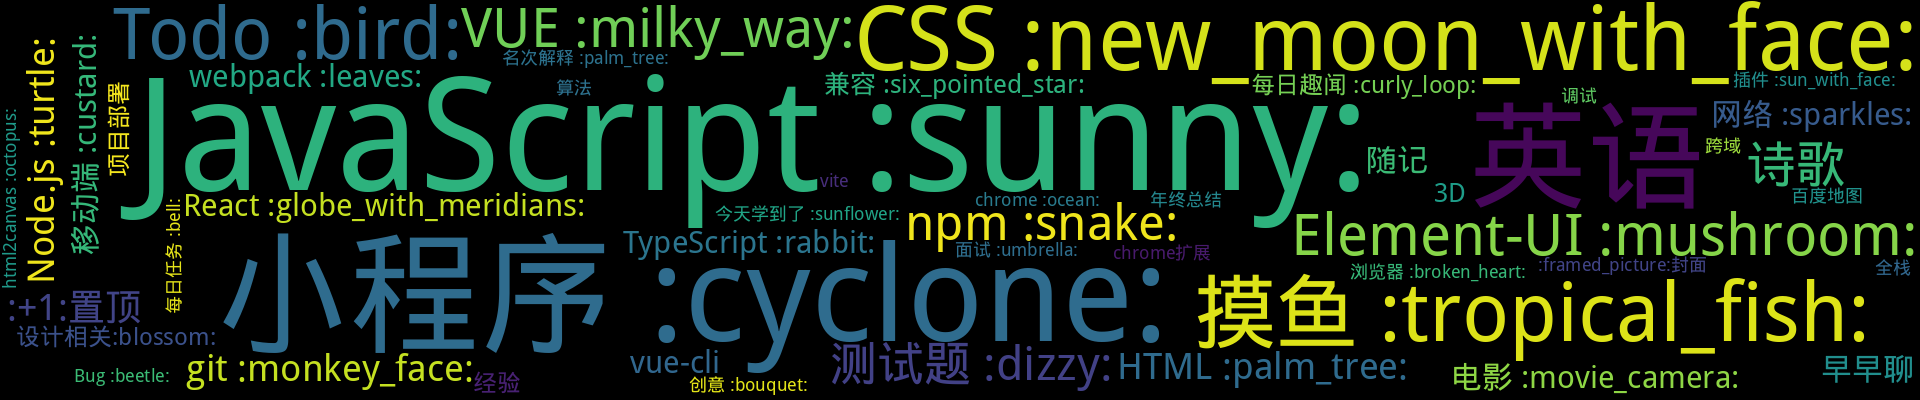 Todo :bird:
VUE :milky_way:
CSS :new_moon_with_face:
名次解释 :palm_tree:
webpack :leaves:
算法
兼容 :six_pointed_star:
每日趣闻 :curly_loop:
插件 :sun_with_face:
调试
html2canvas :octopus:
Node.js :turtle:
移动端 :custard:
项目部署
JavaScript :sunny:
英语
网络 :sparkles:
跨域
随记
诗歌
vite
3D
百度地图
每日任务 :bell:
React :globe_with_meridians:
今天学到了 :sunflower:
chrome :ocean:
年终总结
npm :snake:
Element-UI :mushroom:
小程序 :cyclone:
TypeScript :rabbit:
面试 :umbrella:
chrome扩展
浏览器 :broken_heart:
:framed_picture:封面
全栈
:+1:置顶
摸鱼 :tropical_fish:
设计相关:blossom:
Bug :beetle:
git :monkey_face:
经验
vue-cli
创意 :bouquet:
测试题 :dizzy:
HTML :palm_tree:
电影 :movie_camera:
早早聊